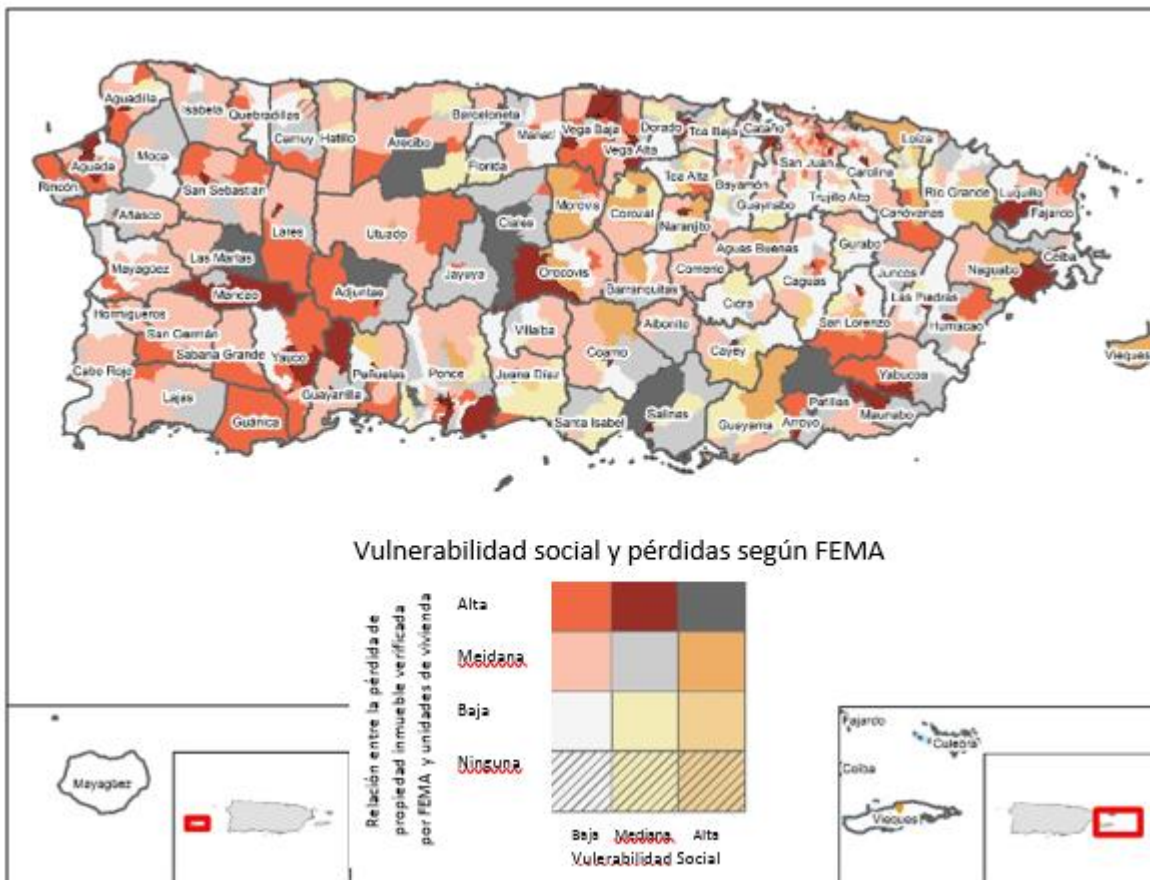 Aguadilla
Isabela
Quebradillas
Camuy
Hatillo
Arecibo
Barceloneta
Manatí
Vega Baja
Dorado
Toa Baja
Cataño
Loiza
Aguada
Moca
Florida
Vega Alta
San Juan
Carolina
Rincón
San Sebastián
Toa Alta
Bayamón
Trujillo Alto
Río Grande
Luquillo
Añasco
Lares
Utuado
Ciales
Morovis
Corozal
Naranjito
Guaynabo
Canóvanas
Fajardo
Las Marías
Aguas Buenas
Gurabo
Ceiba
Mayagüez
Jayuya
Orocovis
Comerío
Caguas
Juncos
Naguabo
Maricao
Adjuntas
Barranquitas
Cidra
Las Piedras
Hormigueros
San Germán
Villalba
Aibonito
San Lorenzo
Humacao
Sabana Grande
Yauco
Coamo
Cayey
Vieques
Cabo Rojo
Peñuelas
Ponce
Juana Díaz
Yabucoa
Lajas
Guayanilla
Patillas
Guánica
Santa Isabel
Salinas
Guayama
Arroyo
Maunabo
Vulnerabilidad social y pérdidas según FEMA
Relación entre la pérdida de
propiedad inmueble verificada
por FEMA y unidades de vivienda
Alta
Meidana
Baja
Ninguna
Baja Mediana Alta
Vulerabilidad Social
Mayagüez
Fajardo
Culebra
Ceiba
Vieques